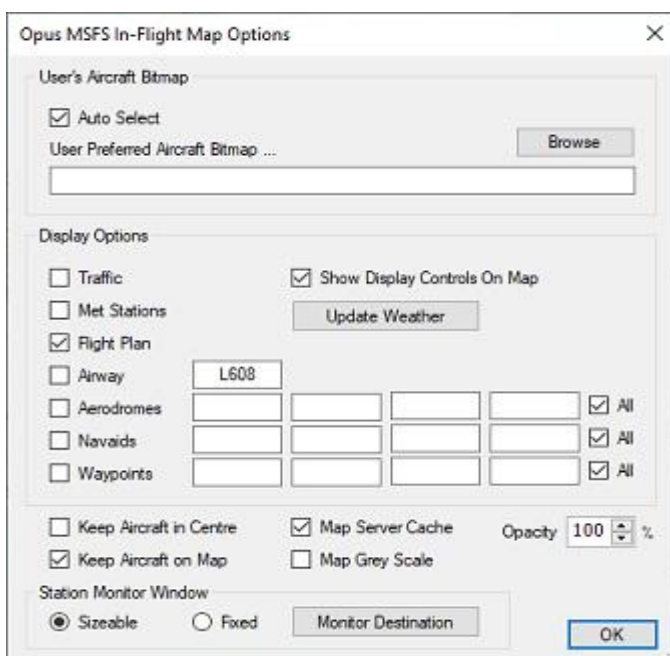 Opus MSFS In-Flight Map Options
User's Aircraft Bitmap
Auto Select
User Preferred Aircraft Bitmap ...
Browse
Display Options
Traffic
Show Display Controls On Map
Met Stations
Update Weather
Flight Plan
Airway L608
Aerodromes All
Navaids All
Waypoints All
Keep Aircraft in Centre
Map Server Cache
Opacity 100 %
Keep Aircraft on Map
Map Grey Scale
Station Monitor Window
Sizeable
Fixed
Monitor Destination
OK